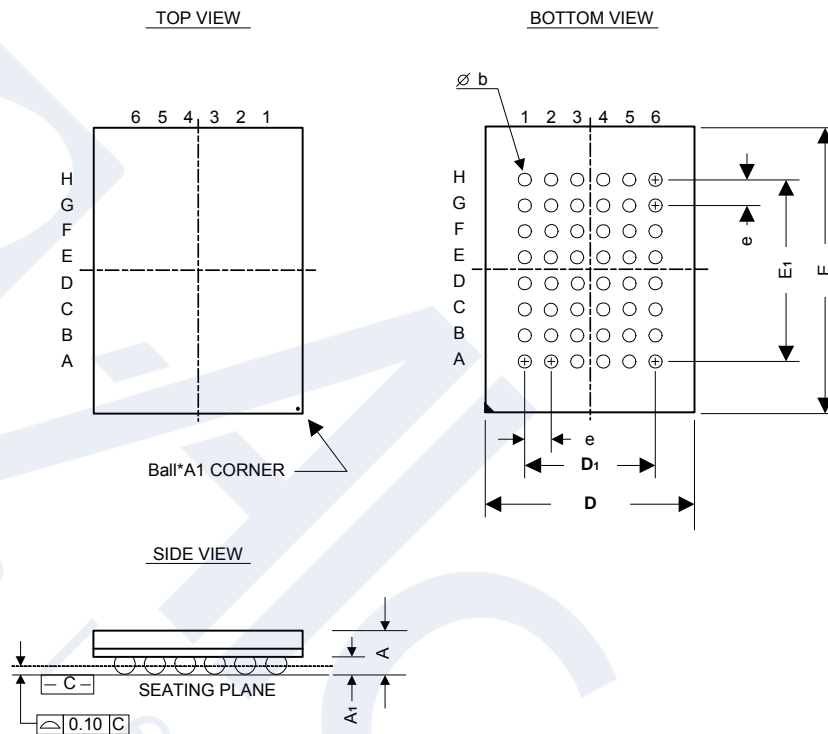 TOP VIEW
6 5 4 3 2 1
H
G
F
E
D
C
B
A
Ball*A1 CORNER
BOTTOM VIEW
⌀ b
1 2 3 4 5 6
H
G
F
E
D
C
B
A
e
E1
E
e
D1
D
SIDE VIEW
A
A1
– C –
SEATING PLANE
⌓ 0.10 C